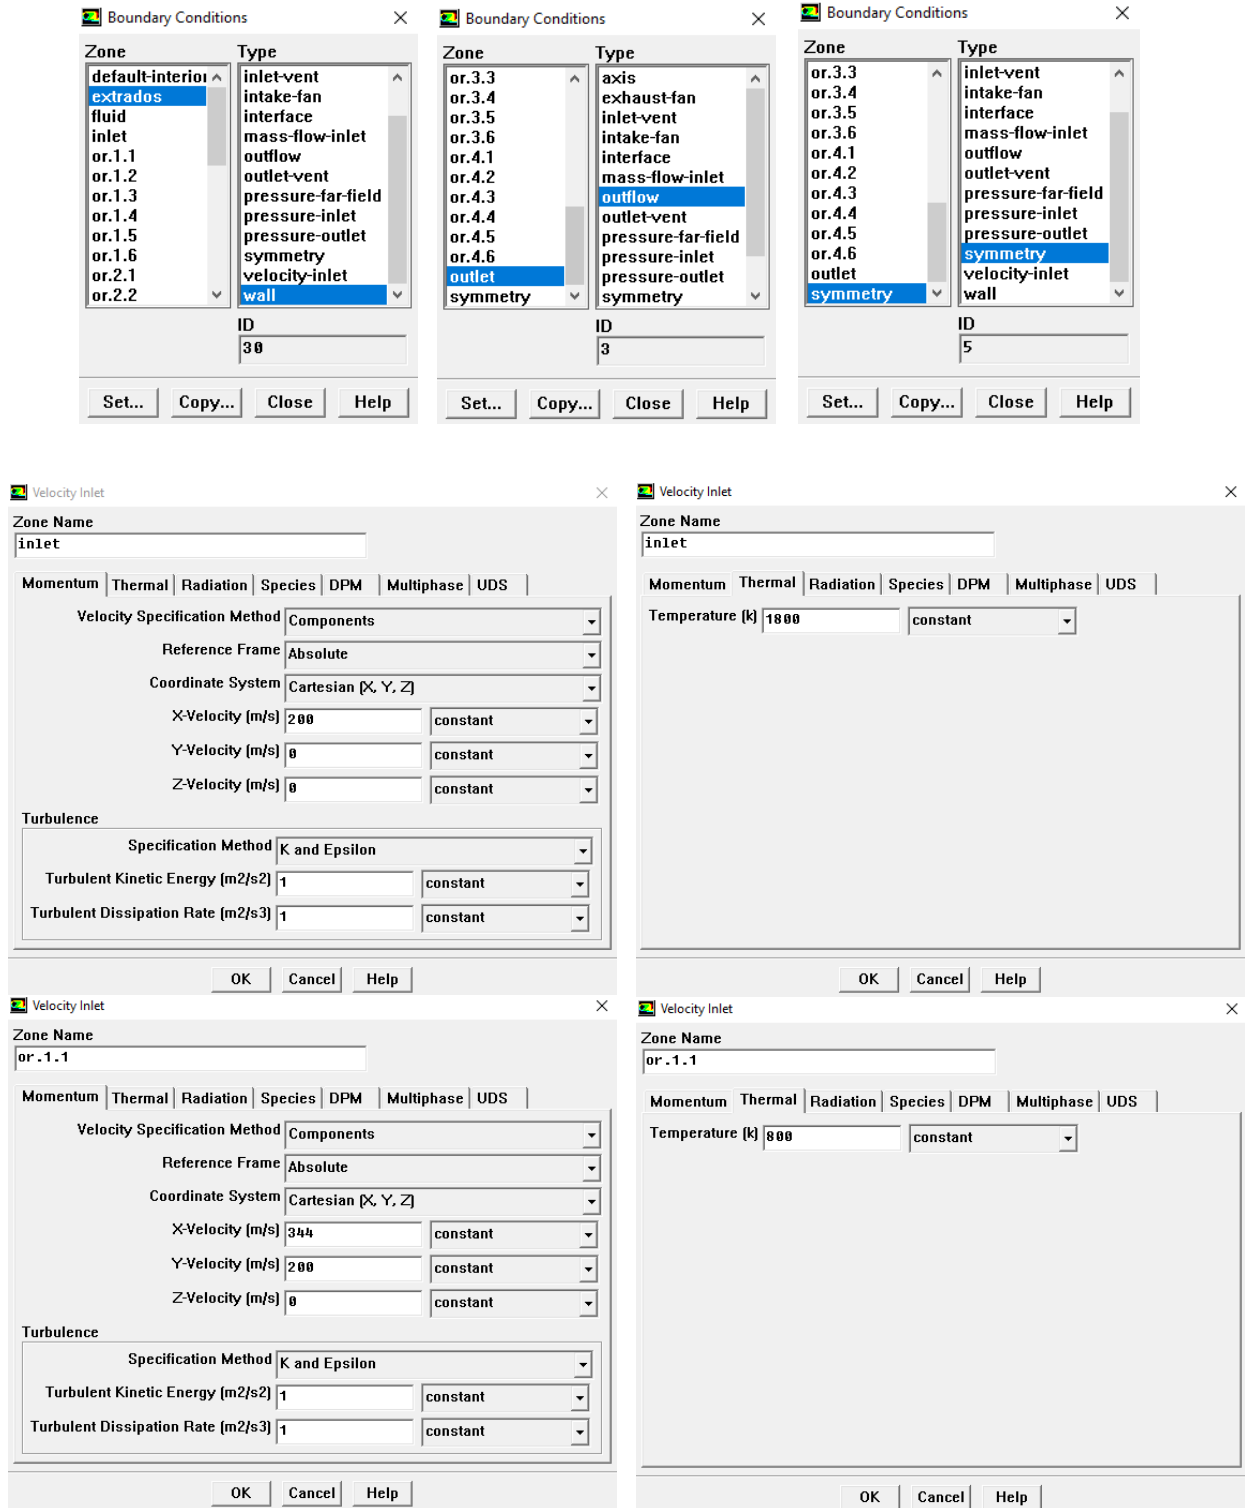 Boundary Conditions
Zone Type
default-interior inlet-vent
extrados intake-fan
fluid interface
inlet mass-flow-inlet
or.1.1 outflow
or.1.2 outlet-vent
or.1.3 pressure-far-field
or.1.4 pressure-inlet
or.1.5 pressure-outlet
or.1.6 symmetry
or.2.1 velocity-inlet
or.2.2 wall
ID
30
Set... Copy... Close Help
Boundary Conditions
Zone Type
or.3.3 axis
or.3.4 exhaust-fan
or.3.5 inlet-vent
or.3.6 intake-fan
or.4.1 interface
or.4.2 mass-flow-inlet
or.4.3 outflow
or.4.4 outlet-vent
or.4.5 pressure-far-field
or.4.6 pressure-inlet
outlet pressure-outlet
symmetry symmetry
ID
3
Set... Copy... Close Help
Boundary Conditions
Zone Type
or.3.3 inlet-vent
or.3.4 intake-fan
or.3.5 interface
or.3.6 mass-flow-inlet
or.4.1 outflow
or.4.2 outlet-vent
or.4.3 pressure-far-field
or.4.4 pressure-inlet
or.4.5 pressure-outlet
or.4.6 symmetry
outlet velocity-inlet
symmetry wall
ID
5
Set... Copy... Close Help
Velocity Inlet
Zone Name
inlet
Momentum Thermal Radiation Species DPM Multiphase UDS
Velocity Specification Method Components
Reference Frame Absolute
Coordinate System Cartesian (X, Y, Z)
X-Velocity (m/s) 200 constant
Y-Velocity (m/s) 0 constant
Z-Velocity (m/s) 0 constant
Turbulence
Specification Method K and Epsilon
Turbulent Kinetic Energy (m2/s2) 1 constant
Turbulent Dissipation Rate (m2/s3) 1 constant
OK Cancel Help
Velocity Inlet
Zone Name
inlet
Momentum Thermal Radiation Species DPM Multiphase UDS
Temperature (k) 1800 constant
OK Cancel Help
Velocity Inlet
Zone Name
or.1.1
Momentum Thermal Radiation Species DPM Multiphase UDS
Velocity Specification Method Components
Reference Frame Absolute
Coordinate System Cartesian (X, Y, Z)
X-Velocity (m/s) 344 constant
Y-Velocity (m/s) 200 constant
Z-Velocity (m/s) 0 constant
Turbulence
Specification Method K and Epsilon
Turbulent Kinetic Energy (m2/s2) 1 constant
Turbulent Dissipation Rate (m2/s3) 1 constant
OK Cancel Help
Velocity Inlet
Zone Name
or.1.1
Momentum Thermal Radiation Species DPM Multiphase UDS
Temperature (k) 800 constant
OK Cancel Help